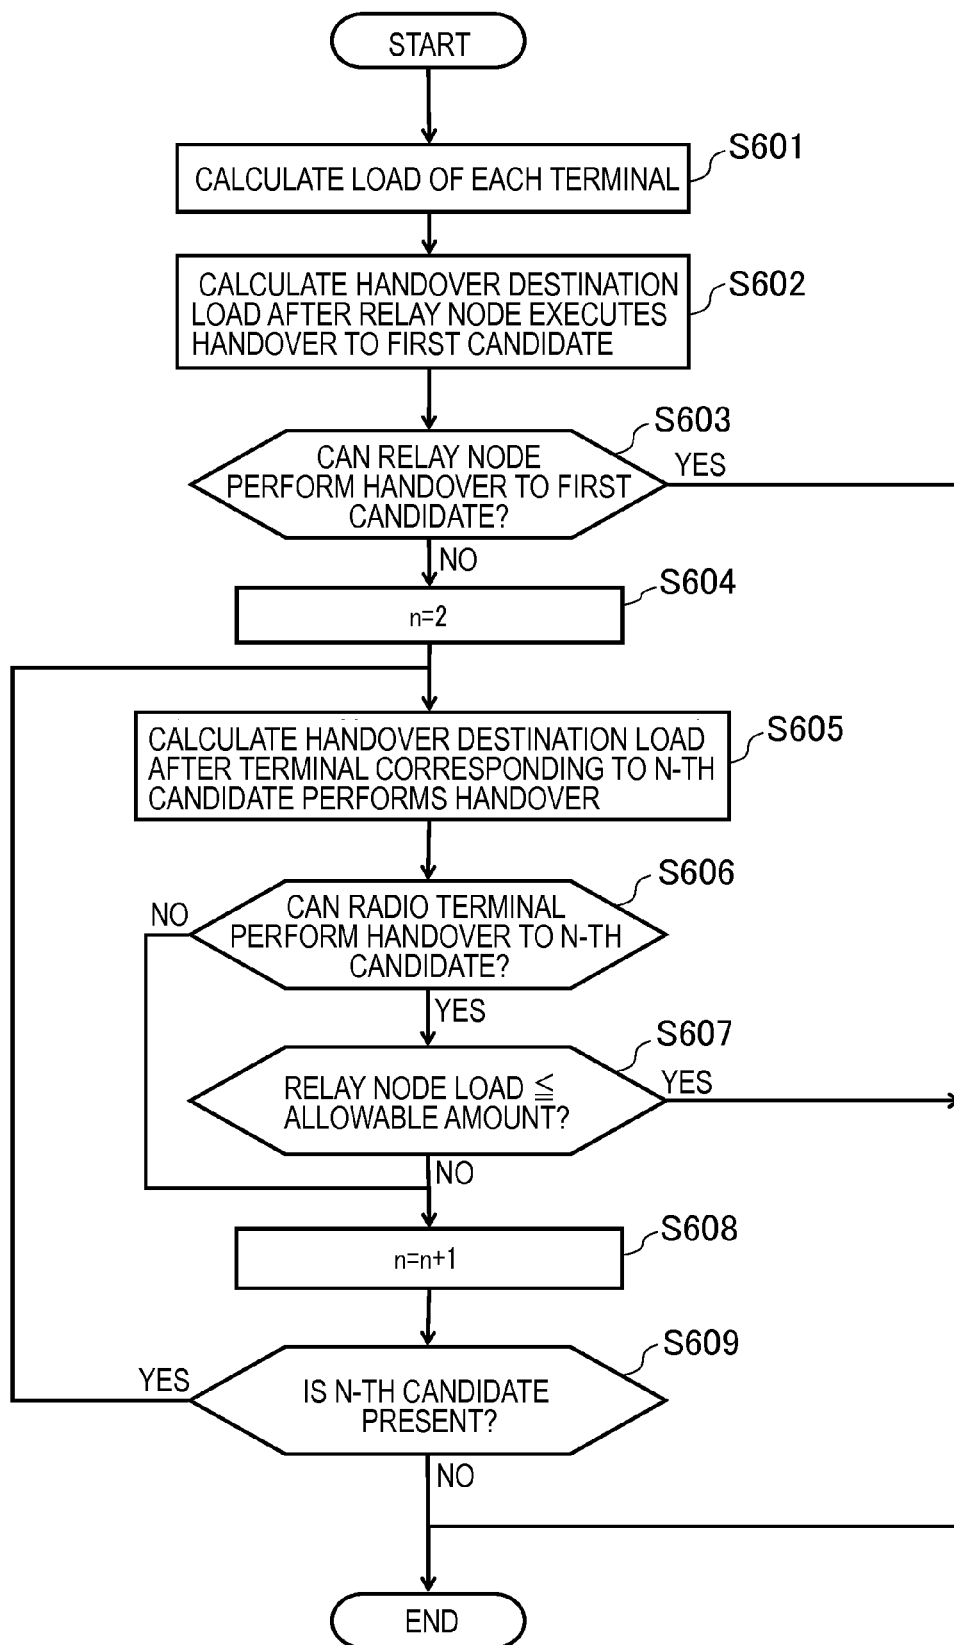 START
S601
CALCULATE LOAD OF EACH TERMINAL
S602
CALCULATE HANDOVER DESTINATION
LOAD AFTER RELAY NODE EXECUTES
HANDOVER TO FIRST CANDIDATE
S603
CAN RELAY NODE
PERFORM HANDOVER TO FIRST
CANDIDATE?
YES
NO
S604
n=2
S605
CALCULATE HANDOVER DESTINATION LOAD
AFTER TERMINAL CORRESPONDING TO N-TH
CANDIDATE PERFORMS HANDOVER
S606
NO
CAN RADIO TERMINAL
PERFORM HANDOVER TO N-TH
CANDIDATE?
YES
S607
RELAY NODE LOAD ≦
ALLOWABLE AMOUNT?
YES
NO
S608
n=n+1
S609
YES
IS N-TH CANDIDATE
PRESENT?
NO
END